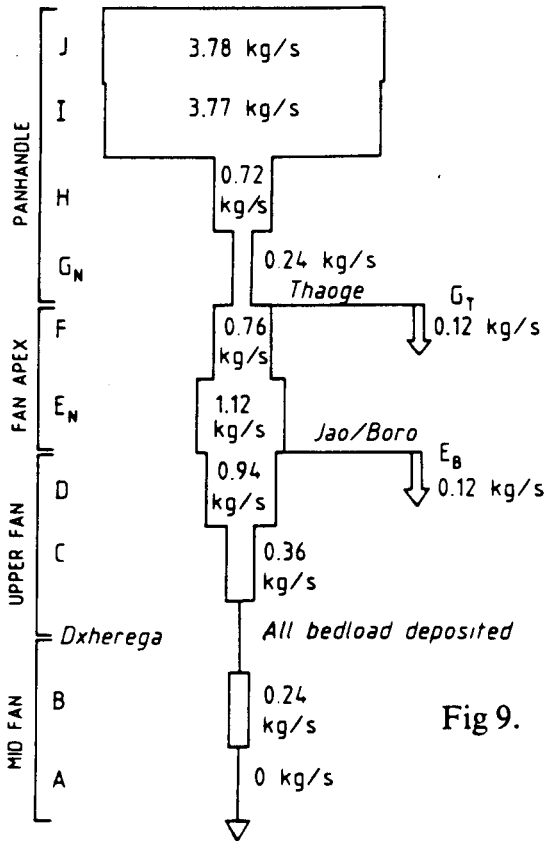 PANHANDLE
J
3.78 kg/s
I
3.77 kg/s
H
0.72
kg/s
G_N
0.24 kg/s
Thaoge
G_T
0.12 kg/s
FAN APEX
F
0.76
kg/s
E_N
1.12
kg/s
Jao/Boro
E_B
0.12 kg/s
UPPER FAN
D
0.94
kg/s
C
0.36
kg/s
Dxherega
All bedload deposited
MID FAN
B
0.24
kg/s
A
0 kg/s
Fig 9.